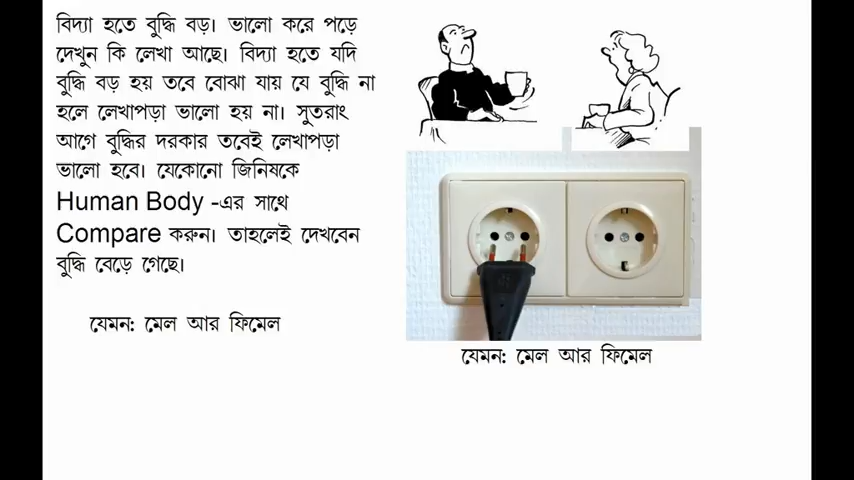 বিদ্যা হতে বুদ্ধি বড়। ভালো করে পড়ে
দেখুন কি লেখা আছে। বিদ্যা হতে যদি
বুদ্ধি বড় হয় তবে বোঝা যায় যে বুদ্ধি না
হলে লেখাপড়া ভালো হয় না। সুতরাং
আগে বুদ্ধির দরকার তবেই লেখাপড়া
ভালো হবে। যেকোনো জিনিষকে
Human Body -এর সাথে
Compare করুন। তাহলেই দেখবেন
বুদ্ধি বেড়ে গেছে।
যেমন: মেল আর ফিমেল
যেমন: মেল আর ফিমেল